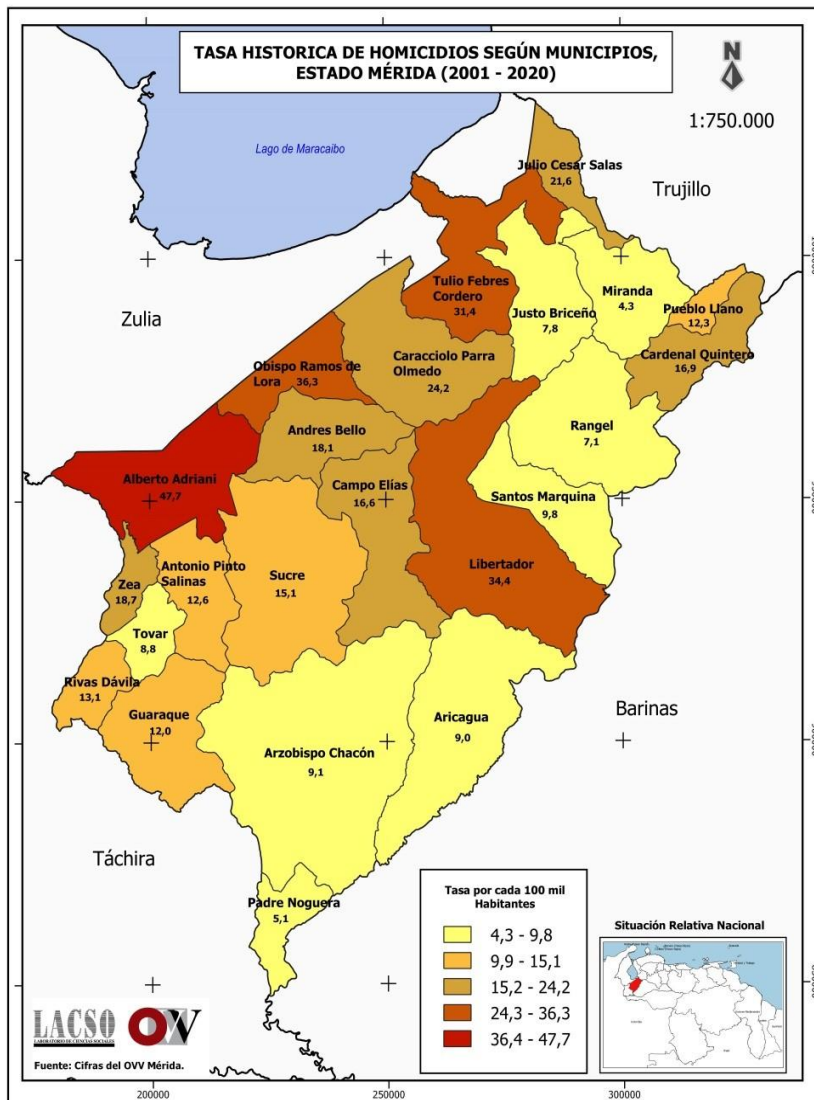 TASA HISTORICA DE HOMICIDIOS SEGÚN MUNICIPIOS,
ESTADO MÉRIDA (2001 - 2020)
N
1:750.000
Lago de Maracaibo
Julio Cesar Salas
21,6
Trujillo
Zulia
Tulio Febres
Cordero
31,4
Justo Briceño
7,8
Miranda
4,3
Pueblo Llano
12,3
Cardenal Quintero
16,9
Obispo Ramos de
Lora
36,3
Caracciolo Parra
Olmedo
24,2
Andres Bello
18,1
Rangel
7,1
Alberto Adriani
47,7
Campo Elías
16,6
Santos Marquina
9,8
Libertador
34,4
Zea
18,7
Antonio Pinto
Salinas
12,6
Sucre
15,1
Tovar
8,8
Rivas Dávila
13,1
Guaraque
12,0
Aricagua
9,0
Barinas
Arzobispo Chacón
9,1
Táchira
Padre Noguera
5,1
Tasa por cada 100 mil
Habitantes
4,3 - 9,8
9,9 - 15,1
15,2 - 24,2
24,3 - 36,3
36,4 - 47,7
Situación Relativa Nacional
LACSO
LABORATORIO DE CIENCIAS SOCIALES
OVV
Fuente: Cifras del OVV Mérida.
200000
250000
300000